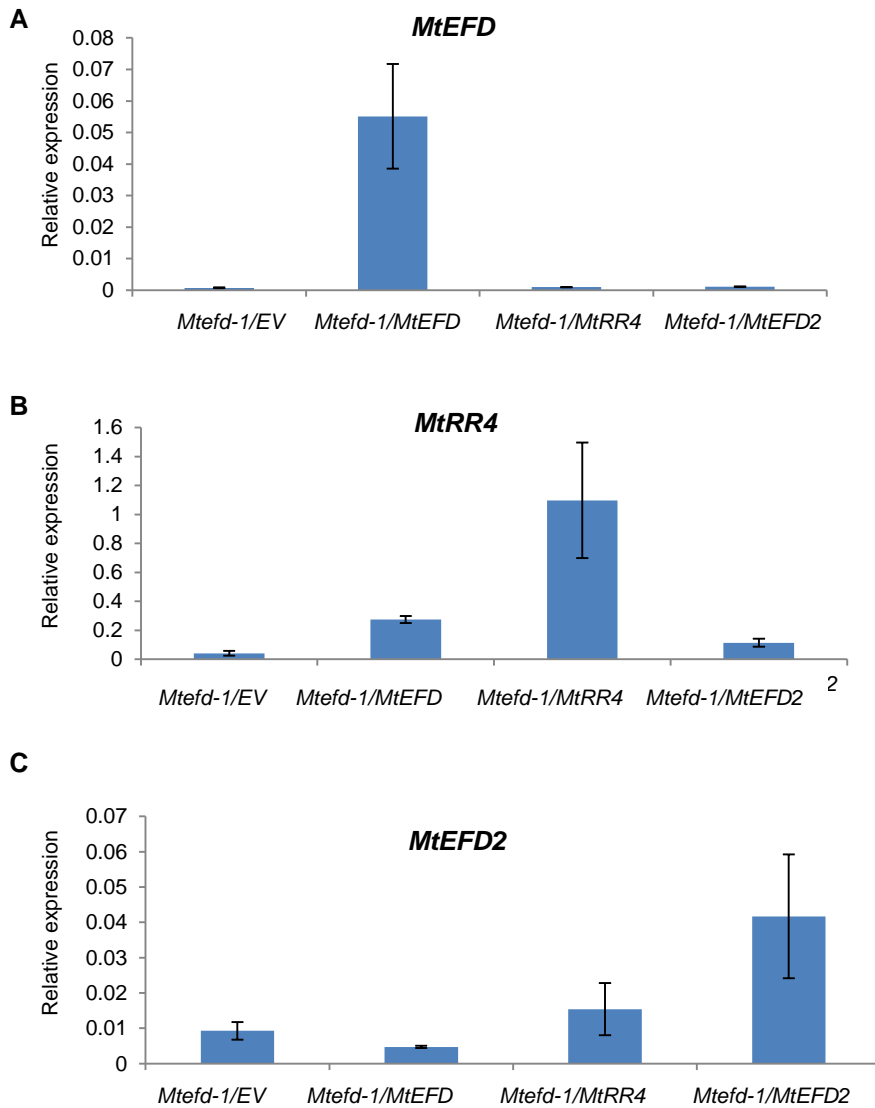 A
MtEFD
Relative expression
0.08
0.07
0.06
0.05
0.04
0.03
0.02
0.01
0
Mtefd-1/EV Mtefd-1/MtEFD Mtefd-1/MtRR4 Mtefd-1/MtEFD2
B
MtRR4
Relative expression
1.6
1.4
1.2
1
0.8
0.6
0.4
0.2
0
Mtefd-1/EV Mtefd-1/MtEFD Mtefd-1/MtRR4 Mtefd-1/MtEFD2 2
C
MtEFD2
Relative expression
0.07
0.06
0.05
0.04
0.03
0.02
0.01
0
Mtefd-1/EV Mtefd-1/MtEFD Mtefd-1/MtRR4 Mtefd-1/MtEFD2